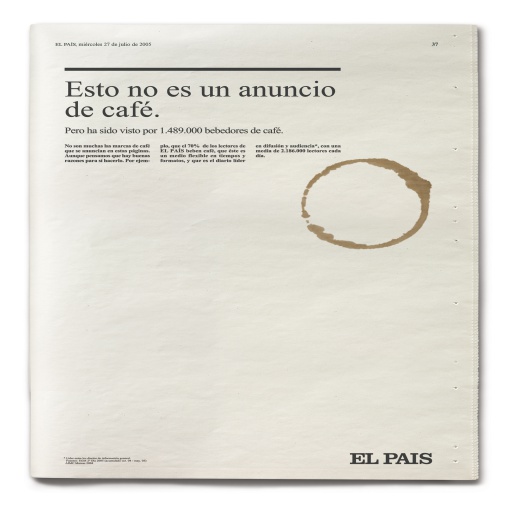 EL PAÍS, miércoles 27 de julio de 2005
37
Esto no es un anuncio
de café.
Pero ha sido visto por 1.489.000 bebedores de café.
No son muchas las marcas de café
que se anuncian en estas páginas.
Aunque pensamos que hay buenas
razones para sí hacerlo. Por ejem-
plo, que el 70% de los lectores de
EL PAÍS beben café, que éste es
un medio flexible en tiempos y
formatos, y que es el diario líder
en difusión y audiencia*, con una
media de 2.186.000 lectores cada
día.
EL PAIS